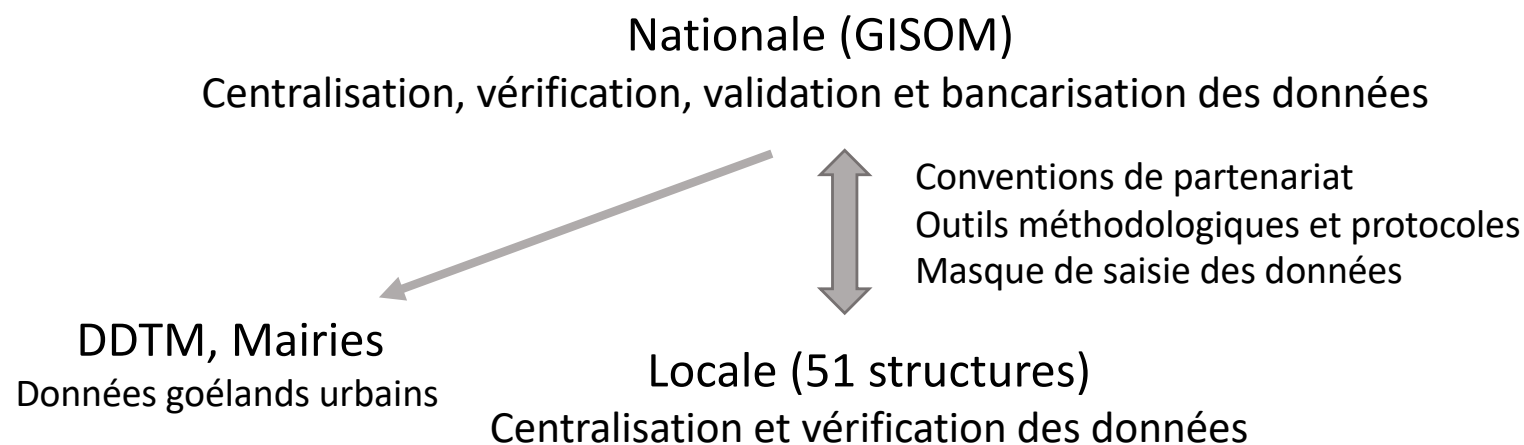 Nationale (GISOM)
Centralisation, vérification, validation et bancarisation des données
Conventions de partenariat
Outils méthodologiques et protocoles
Masque de saisie des données
DDTM, Mairies
Données goélands urbains
Locale (51 structures)
Centralisation et vérification des données